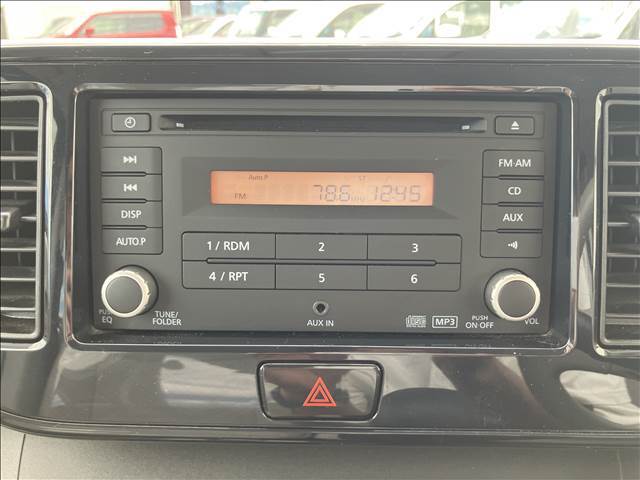 FM·AM
Auto.P ST
FM 78.6 MHz 12:45
CD
DISP
AUX
AUTO.P
1 / RDM 2 3
4 / RPT 5 6
PUSH EQ
TUNE/
FOLDER
AUX IN
MP3
PUSH
ON·OFF
VOL